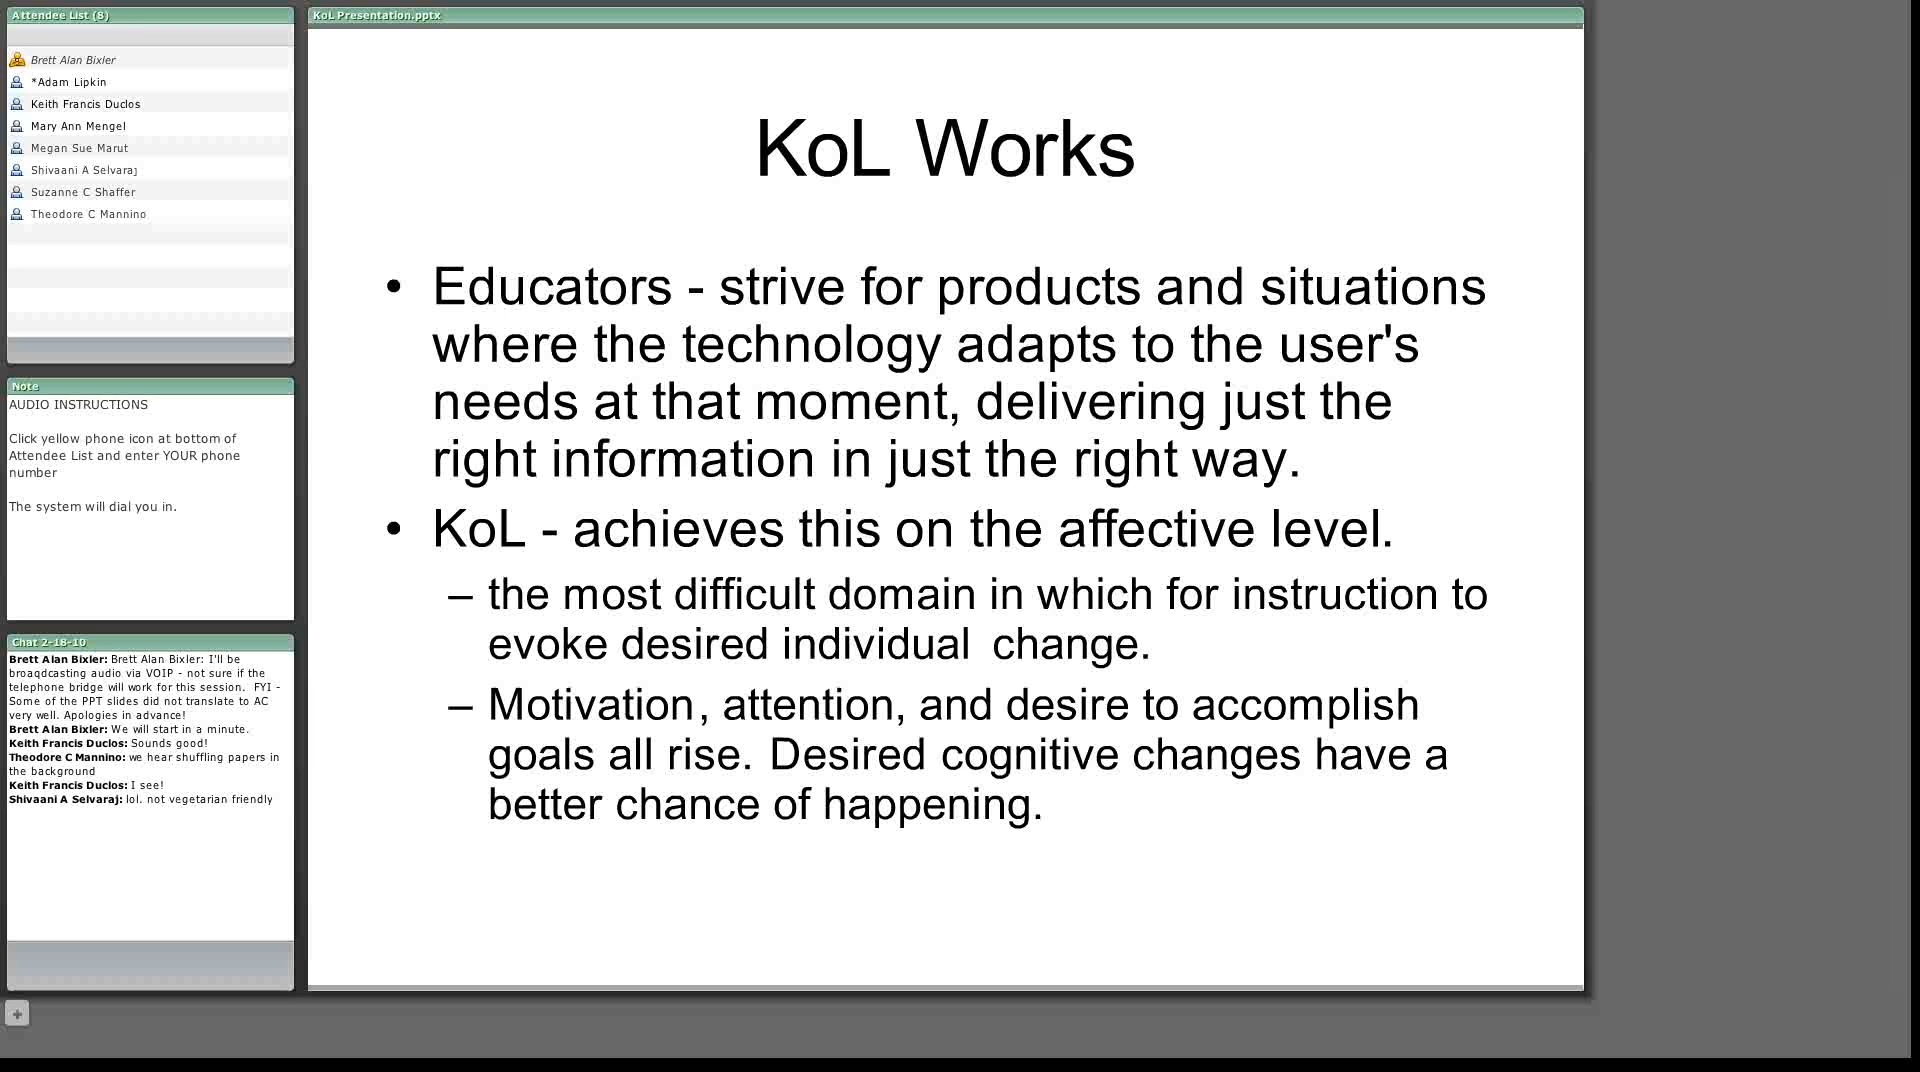 Attendee List (8)
Brett Alan Bixler
*Adam Lipkin
Keith Francis Duclos
Mary Ann Mengel
Megan Sue Marut
Shivaani A Selvaraj
Suzanne C Shaffer
Theodore C Mannino
Note
AUDIO INSTRUCTIONS
Click yellow phone icon at bottom of
Attendee List and enter YOUR phone
number
The system will dial you in.
Chat 2-18-10
Brett Alan Bixler: Brett Alan Bixler: I'll be
broaqdcasting audio via VOIP - not sure if the
telephone bridge will work for this session.  FYI -
Some of the PPT slides did not translate to AC
very well. Apologies in advance!
Brett Alan Bixler: We will start in a minute.
Keith Francis Duclos: Sounds good!
Theodore C Mannino: we hear shuffling papers in
the background
Keith Francis Duclos: I see!
Shivaani A Selvaraj: lol. not vegetarian friendly
KoL Presentation.pptx
KoL Works
• Educators - strive for products and situations
where the technology adapts to the user's
needs at that moment, delivering just the
right information in just the right way.
• KoL - achieves this on the affective level.
– the most difficult domain in which for instruction to
evoke desired individual  change.
– Motivation, attention, and desire to accomplish
goals all rise. Desired cognitive changes have a
better chance of happening.